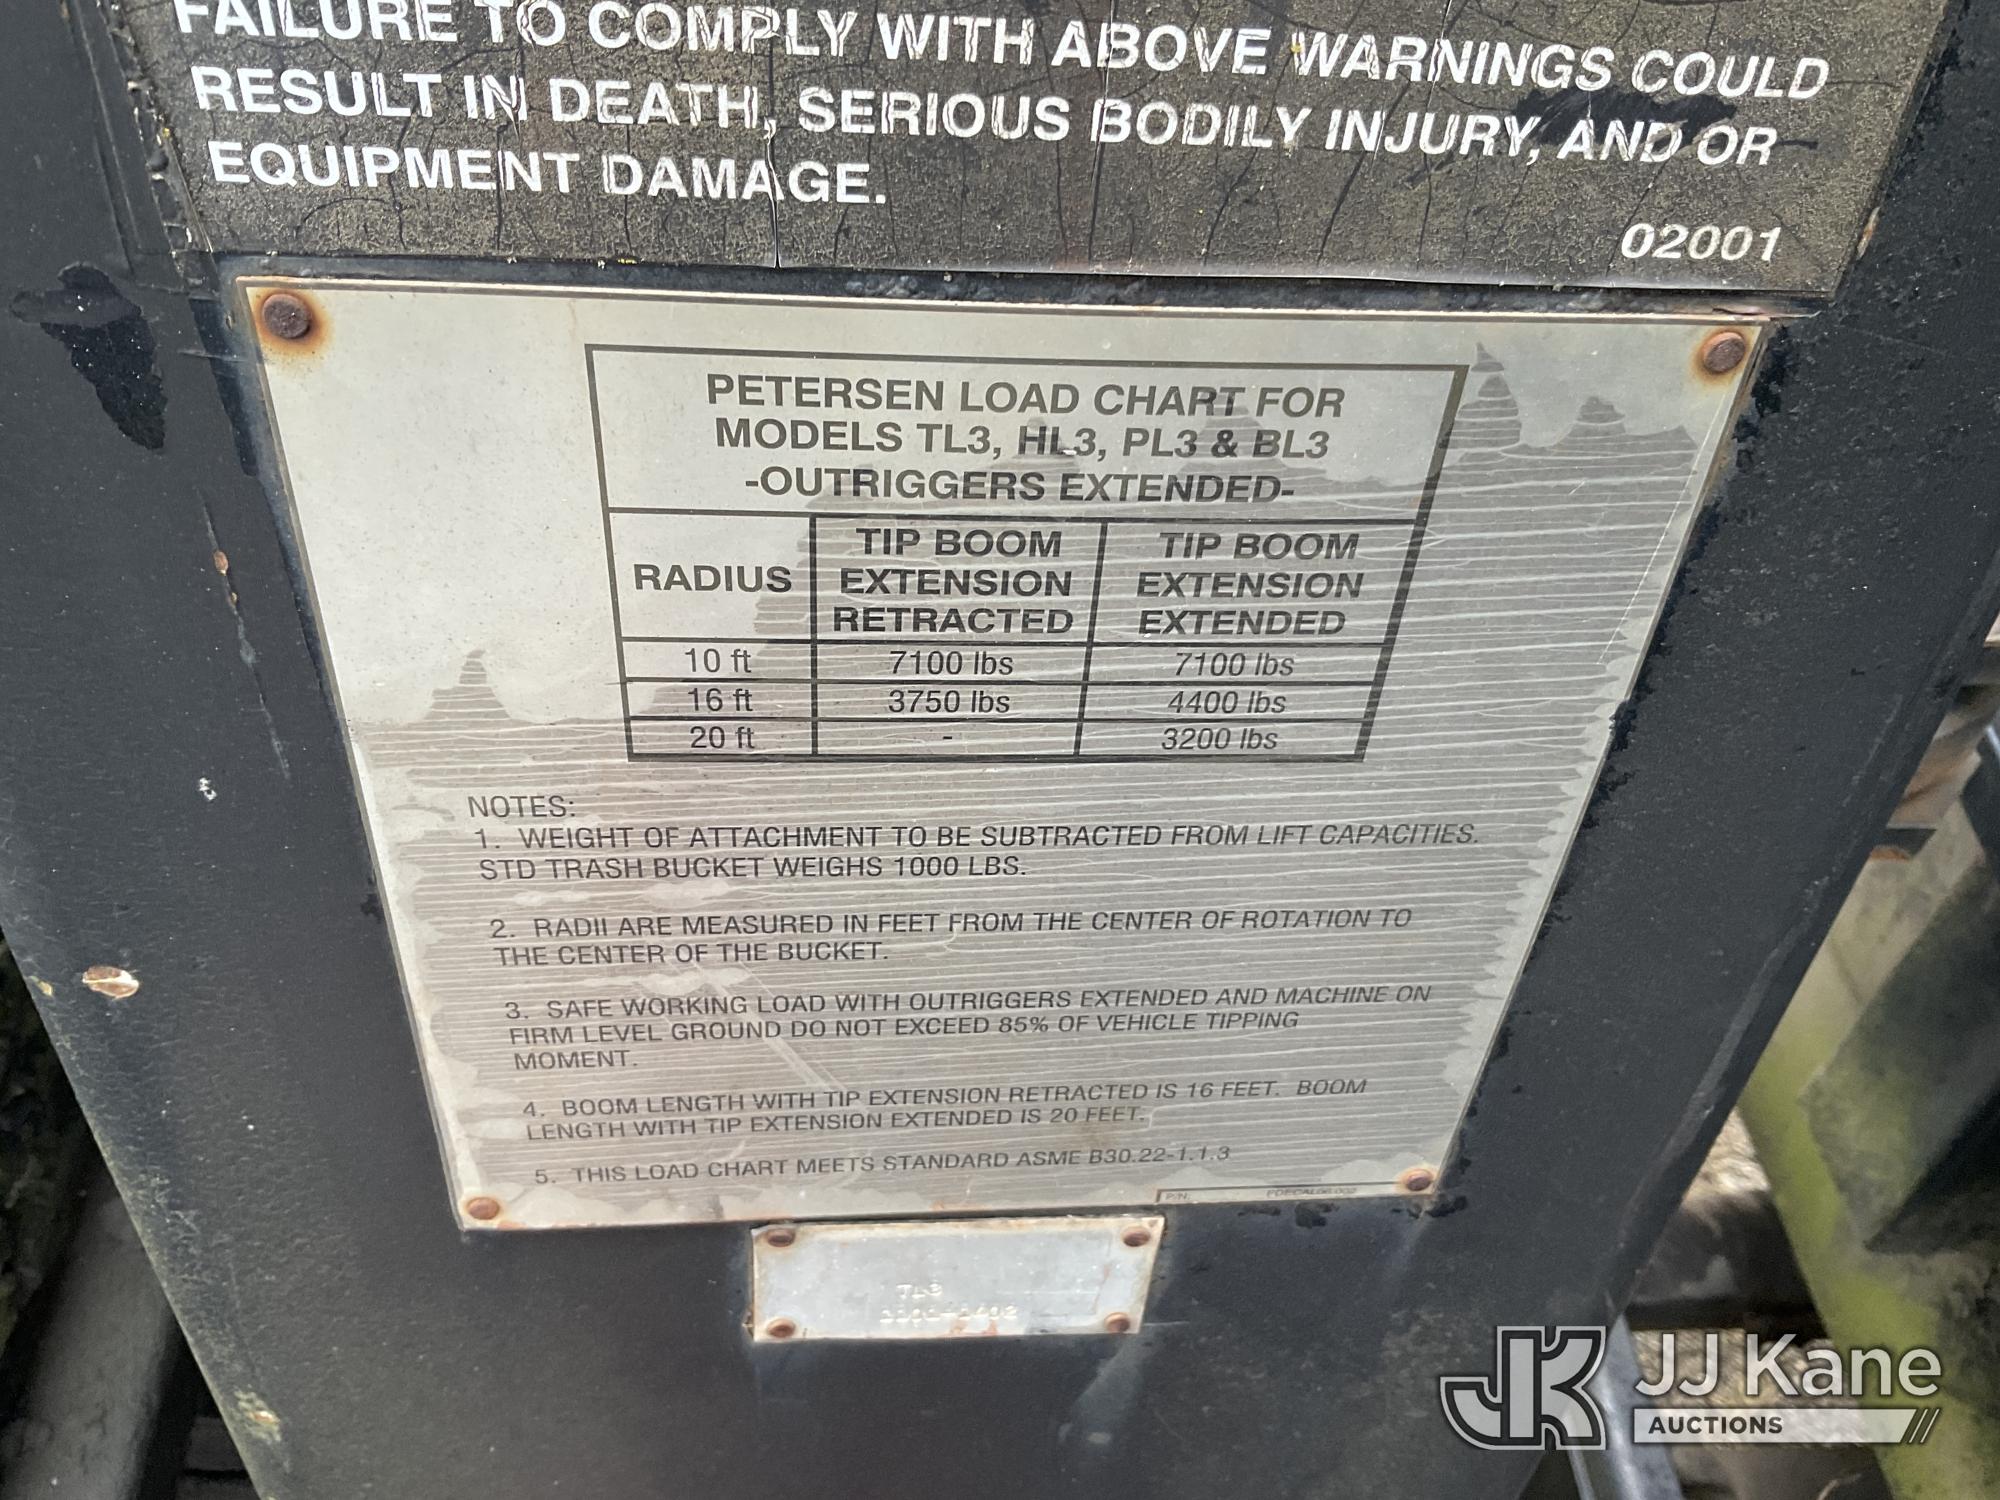 FAILURE TO COMPLY WITH ABOVE WARNINGS COULD
RESULT IN DEATH, SERIOUS BODILY INJURY, AND OR
EQUIPMENT DAMAGE.
02001
PETERSEN LOAD CHART FOR
MODELS TL3, HL3, PL3 & BL3
-OUTRIGGERS EXTENDED-
RADIUS TIP BOOM EXTENSION RETRACTED TIP BOOM EXTENSION EXTENDED
10 ft 7100 lbs 7100 lbs
16 ft 3750 lbs 4400 lbs
20 ft - 3200 lbs
NOTES:
1. WEIGHT OF ATTACHMENT TO BE SUBTRACTED FROM LIFT CAPACITIES.
STD TRASH BUCKET WEIGHS 1000 LBS.
2. RADII ARE MEASURED IN FEET FROM THE CENTER OF ROTATION TO
THE CENTER OF THE BUCKET.
3. SAFE WORKING LOAD WITH OUTRIGGERS EXTENDED AND MACHINE ON
FIRM LEVEL GROUND DO NOT EXCEED 85% OF VEHICLE TIPPING
MOMENT.
4. BOOM LENGTH WITH TIP EXTENSION RETRACTED IS 16 FEET. BOOM
LENGTH WITH TIP EXTENSION EXTENDED IS 20 FEET.
5. THIS LOAD CHART MEETS STANDARD ASME B30.22-1.1.3
P/N:
TL3
JK JJ Kane
AUCTIONS